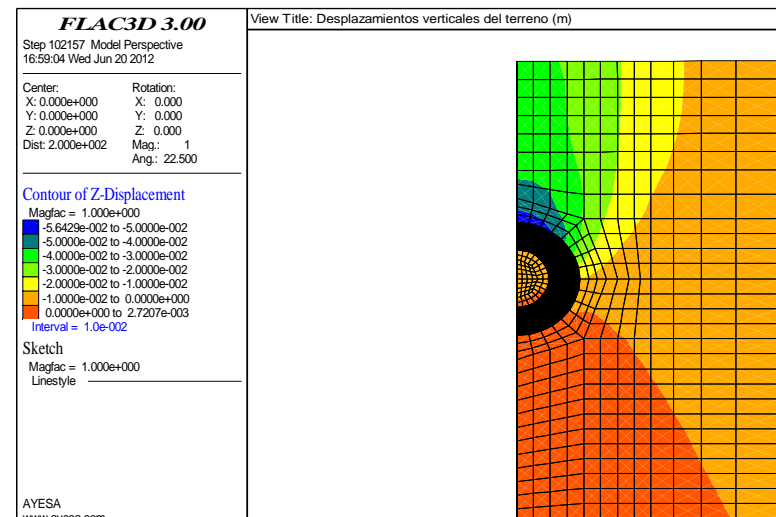 FLAC3D 3.00
Step 102157 Model Perspective
16:59:04 Wed Jun 20 2012
Center:
X: 0.000e+000
Y: 0.000e+000
Z: 0.000e+000
Dist: 2.000e+002
Rotation:
X: 0.000
Y: 0.000
Z: 0.000
Mag.: 1
Ang.: 22.500
Contour of Z-Displacement
Magfac = 1.000e+000
-5.6429e-002 to -5.0000e-002
-5.0000e-002 to -4.0000e-002
-4.0000e-002 to -3.0000e-002
-3.0000e-002 to -2.0000e-002
-2.0000e-002 to -1.0000e-002
-1.0000e-002 to 0.0000e+000
0.0000e+000 to 2.7207e-003
Interval = 1.0e-002
Sketch
Magfac = 1.000e+000
Linestyle
AYESA
www.ayesa.com
View Title: Desplazamientos verticales del terreno (m)